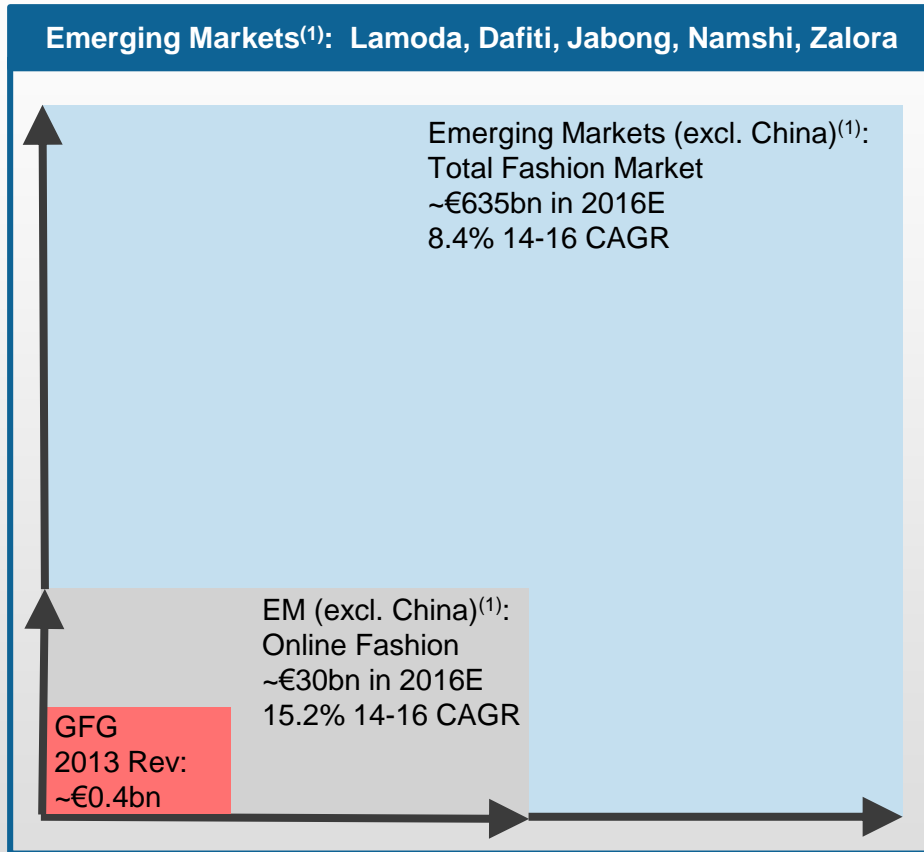 Emerging Markets(1): Lamoda, Dafiti, Jabong, Namshi, Zalora
Emerging Markets (excl. China)(1):
Total Fashion Market
~€635bn in 2016E
8.4% 14-16 CAGR
EM (excl. China)(1):
Online Fashion
~€30bn in 2016E
15.2% 14-16 CAGR
GFG
2013 Rev:
~€0.4bn